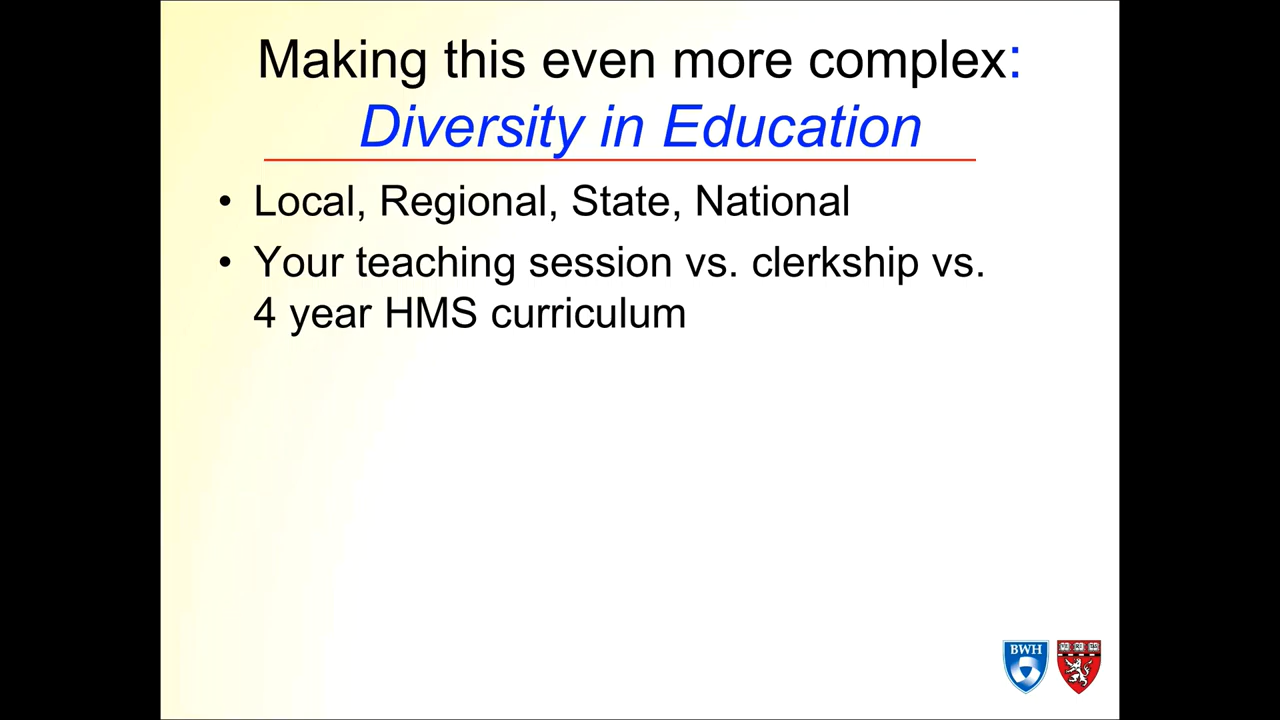 Making this even more complex:
Diversity in Education
• Local, Regional, State, National
• Your teaching session vs. clerkship vs.
4 year HMS curriculum
BWH